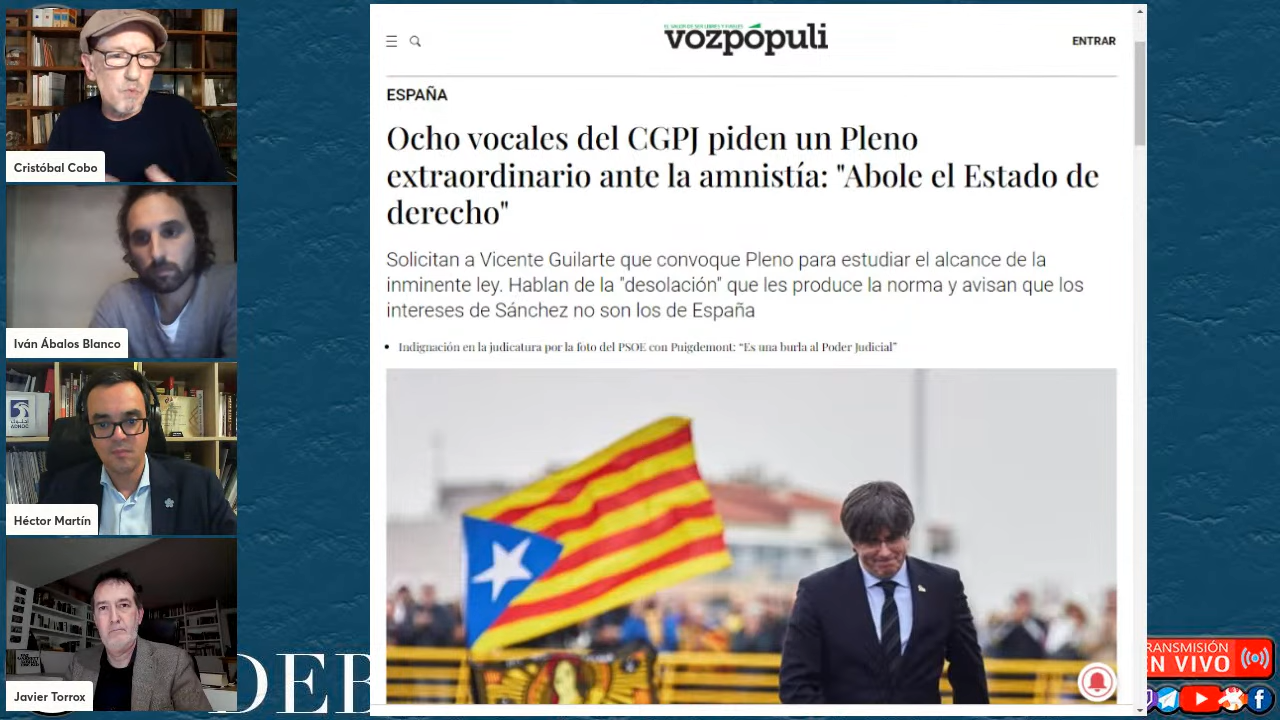 Cristóbal Cobo
Iván Ábalos Blanco
Héctor Martín
Javier Torrox
vozpópuli
ENTRAR
ESPAÑA
Ocho vocales del CGPJ piden un Pleno
extraordinario ante la amnistía: "Abole el Estado de
derecho"
Solicitan a Vicente Guilarte que convoque Pleno para estudiar el alcance de la
inminente ley. Hablan de la "desolación" que les produce la norma y avisan que los
intereses de Sánchez no son los de España
Indignación en la judicatura por la foto del PSOE con Puigdemont: “Es una burla al Poder Judicial”
DEB
RANSMISIÓN
N VIVO